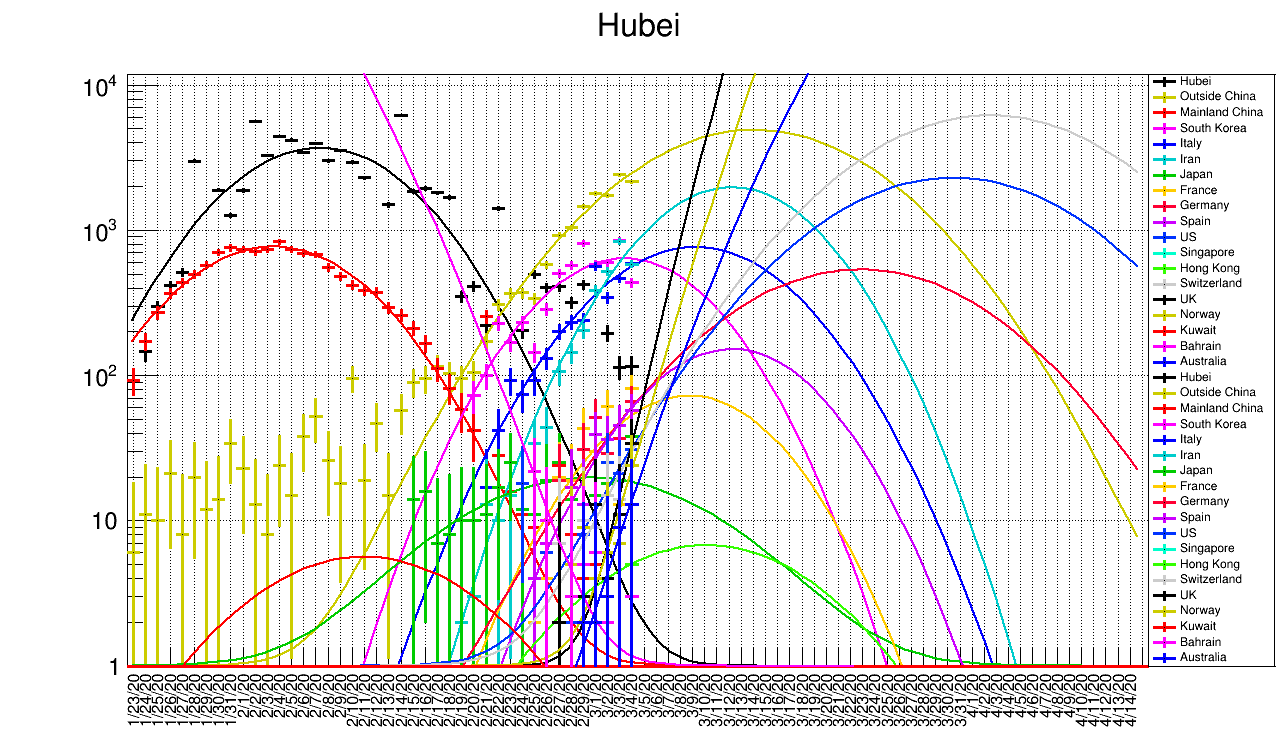 Hubei
10⁴
10³
10²
10
1
1/23/20
1/24/20
1/25/20
1/26/20
1/27/20
1/28/20
1/29/20
1/30/20
1/31/20
2/1/20
2/2/20
2/3/20
2/4/20
2/5/20
2/6/20
2/7/20
2/8/20
2/9/20
2/10/20
2/11/20
2/12/20
2/13/20
2/14/20
2/15/20
2/16/20
2/17/20
2/18/20
2/19/20
2/20/20
2/21/20
2/22/20
2/23/20
2/24/20
2/25/20
2/26/20
2/27/20
2/28/20
2/29/20
3/1/20
3/2/20
3/3/20
3/4/20
3/5/20
3/6/20
3/7/20
3/8/20
3/9/20
3/10/20
3/11/20
3/12/20
3/13/20
3/14/20
3/15/20
3/16/20
3/17/20
3/18/20
3/19/20
3/20/20
3/21/20
3/22/20
3/23/20
3/24/20
3/25/20
3/26/20
3/27/20
3/28/20
3/29/20
3/30/20
3/31/20
4/1/20
4/2/20
4/3/20
4/4/20
4/5/20
4/6/20
4/7/20
4/8/20
4/9/20
4/10/20
4/11/20
4/12/20
4/13/20
4/14/20
Hubei
Outside China
Mainland China
South Korea
Italy
Iran
Japan
France
Germany
Spain
US
Singapore
Hong Kong
Switzerland
UK
Norway
Kuwait
Bahrain
Australia
Hubei
Outside China
Mainland China
South Korea
Italy
Iran
Japan
France
Germany
Spain
US
Singapore
Hong Kong
Switzerland
UK
Norway
Kuwait
Bahrain
Australia